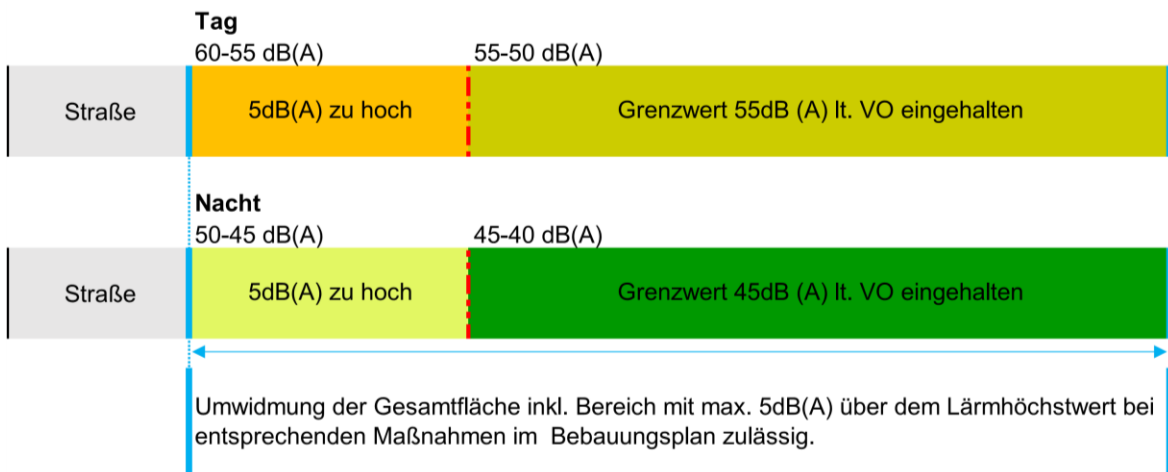 Tag
60-55 dB(A) 55-50 dB(A)
Straße 5dB(A) zu hoch Grenzwert 55dB (A) lt. VO eingehalten
Nacht
50-45 dB(A) 45-40 dB(A)
Straße 5dB(A) zu hoch Grenzwert 45dB (A) lt. VO eingehalten
Umwidmung der Gesamtfläche inkl. Bereich mit max. 5dB(A) über dem Lärmhöchstwert bei
entsprechenden Maßnahmen im Bebauungsplan zulässig.